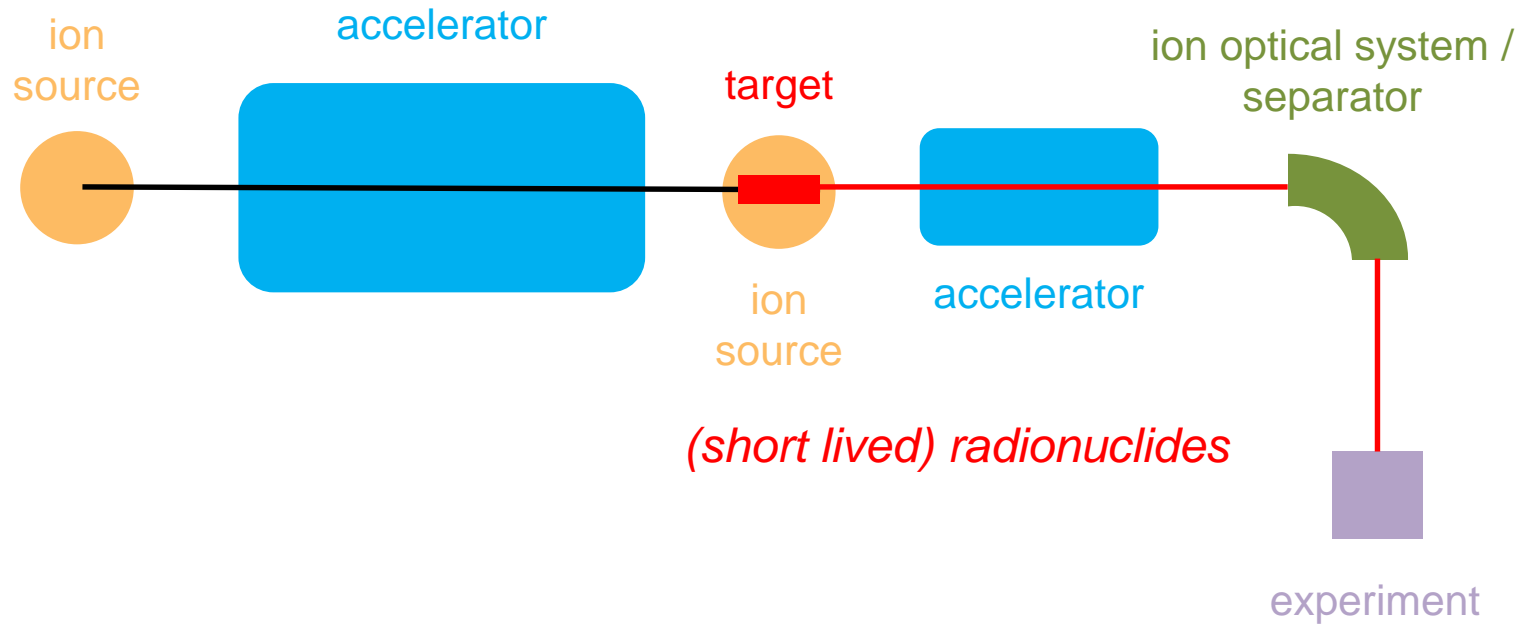 ion
source
accelerator
target
ion optical system /
separator
ion
source
accelerator
(short lived) radionuclides
experiment